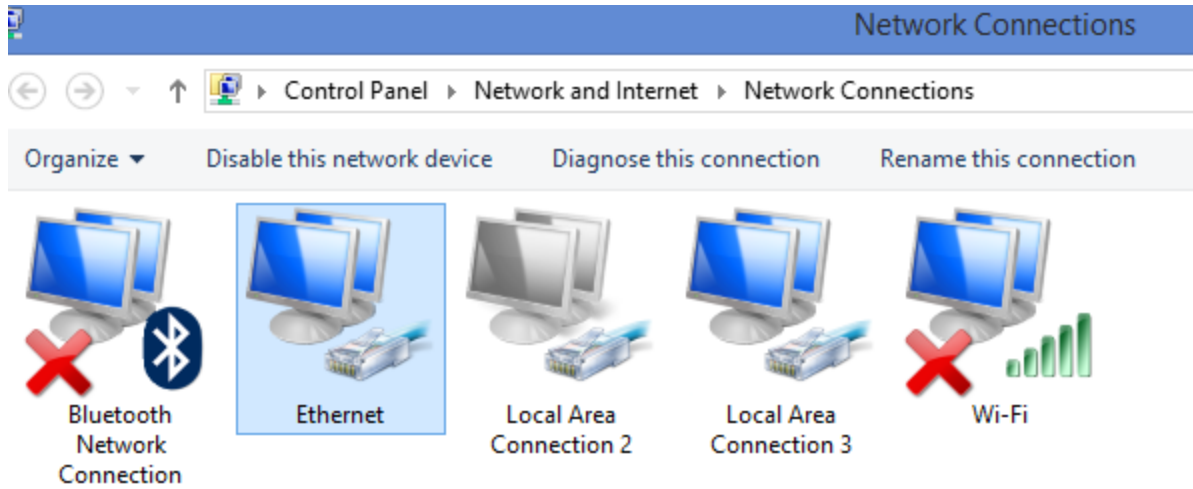 Network Connections
Control Panel Network and Internet Network Connections
Organize Disable this network device Diagnose this connection Rename this connection
Bluetooth
Network
Connection
Ethernet
Local Area
Connection 2
Local Area
Connection 3
Wi-Fi